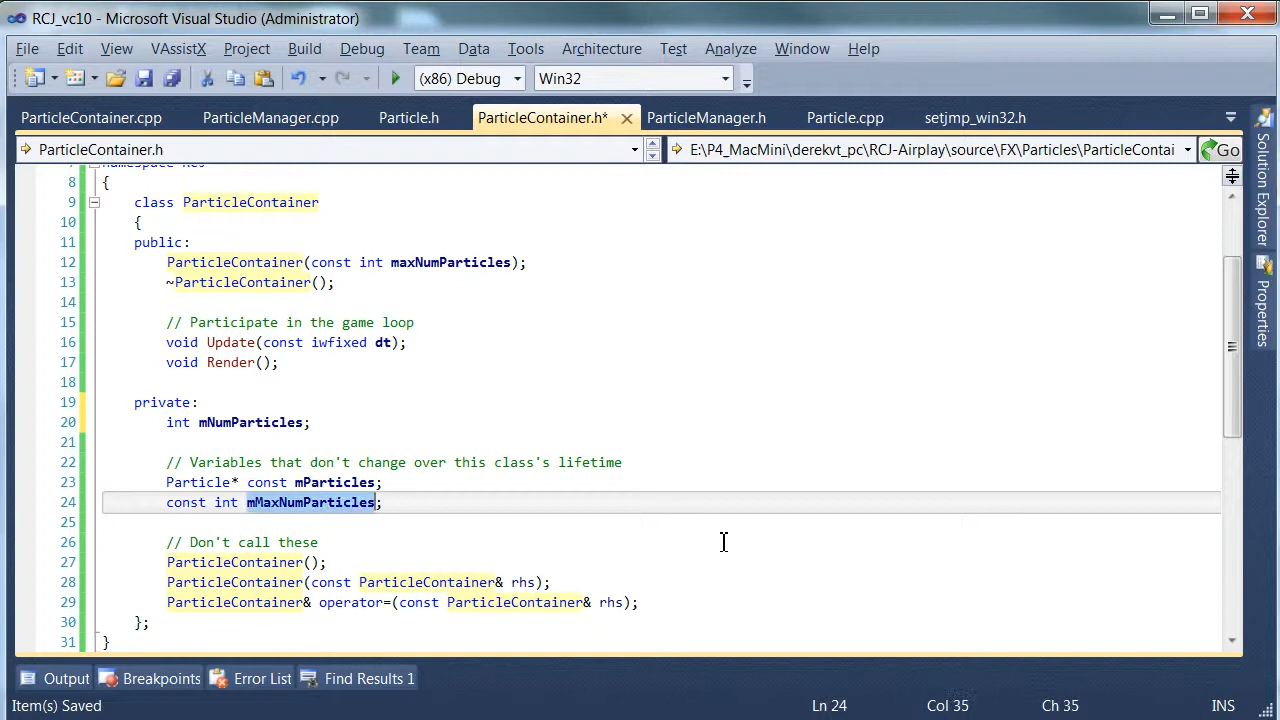 RCJ_vc10 - Microsoft Visual Studio (Administrator)
File Edit View VAssistX Project Build Debug Team Data Tools Architecture Test Analyze Window Help
(x86) Debug Win32
ParticleContainer.cpp ParticleManager.cpp Particle.h ParticleContainer.h* ParticleManager.h Particle.cpp setjmp_win32.h
ParticleContainer.h E:\P4_MacMini\derekvt_pc\RCJ-Airplay\source\FX\Particles\ParticleContai Go
8 {
9 class ParticleContainer
10 {
11 public:
12 ParticleContainer(const int maxNumParticles);
13 ~ParticleContainer();
14
15 // Participate in the game loop
16 void Update(const iwfixed dt);
17 void Render();
18
19 private:
20 int mNumParticles;
21
22 // Variables that don't change over this class's lifetime
23 Particle* const mParticles;
24 const int mMaxNumParticles;
25
26 // Don't call these
27 ParticleContainer();
28 ParticleContainer(const ParticleContainer& rhs);
29 ParticleContainer& operator=(const ParticleContainer& rhs);
30 };
31 }
Solution Explorer
Properties
Output Breakpoints Error List Find Results 1
Item(s) Saved Ln 24 Col 35 Ch 35 INS